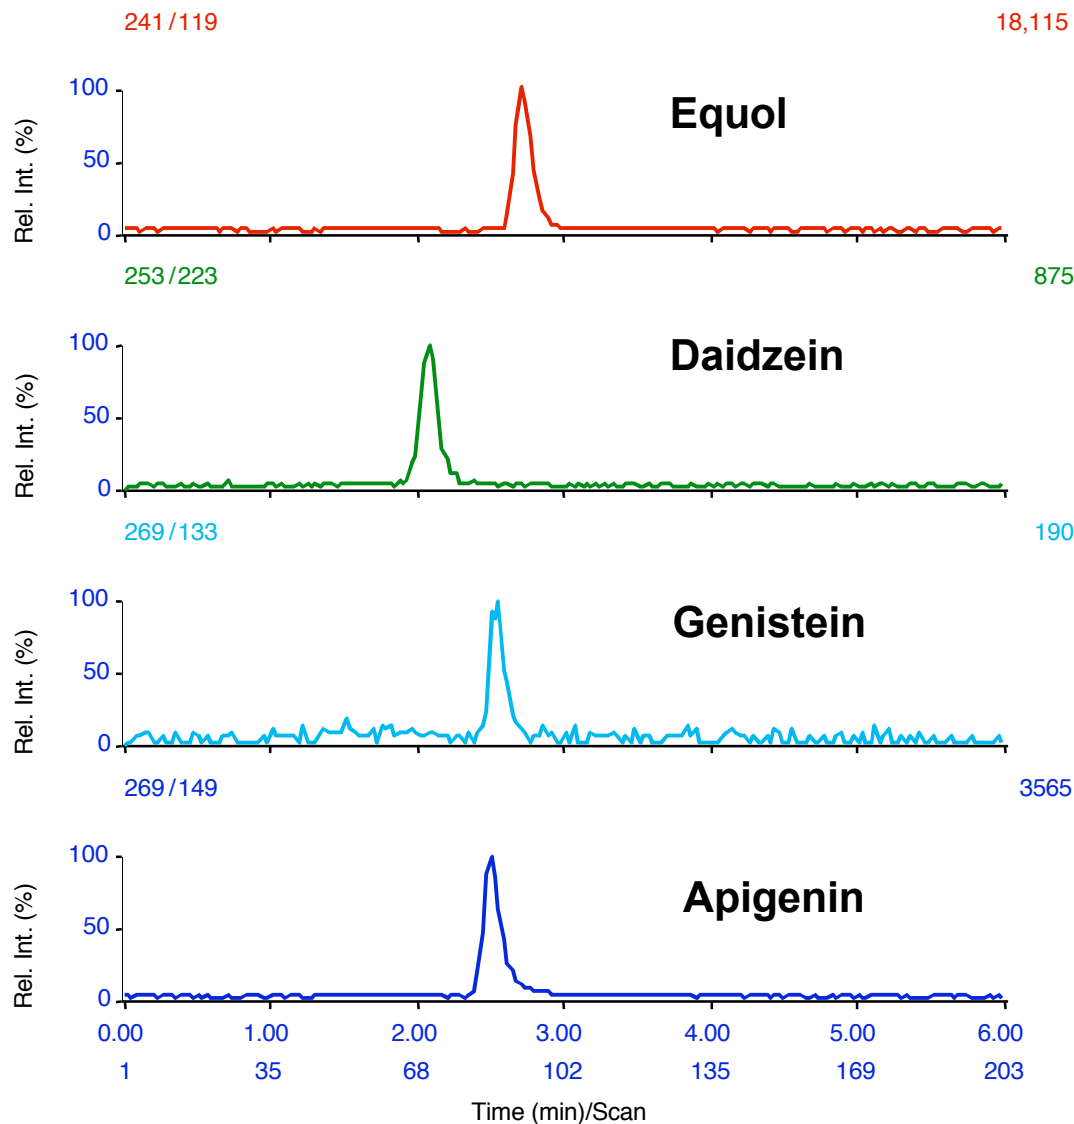 241/119 18,115
100
Equol
50
Rel. Int. (%)
0
253/223 875
100
Daidzein
50
Rel. Int. (%)
0
269/133 190
100
Genistein
50
Rel. Int. (%)
0
269/149 3565
100
Apigenin
50
Rel. Int. (%)
0
0.00 1.00 2.00 3.00 4.00 5.00 6.00
1 35 68 102 135 169 203
Time (min)/Scan